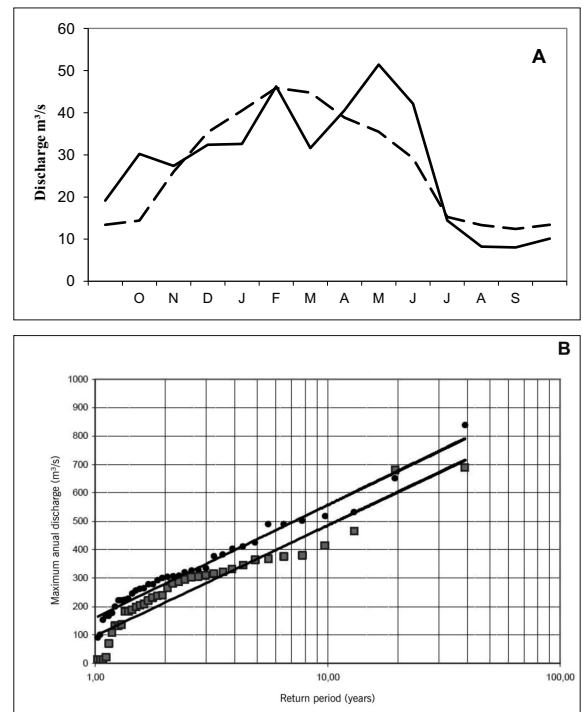 A
Discharge m³/s
60
50
40
30
20
10
0
O N D J F M A M J J A S
B
Maximum anual discharge (m³/s)
1000
900
800
700
600
500
400
300
200
100
0
1,00 10,00 100,00
Return period (years)